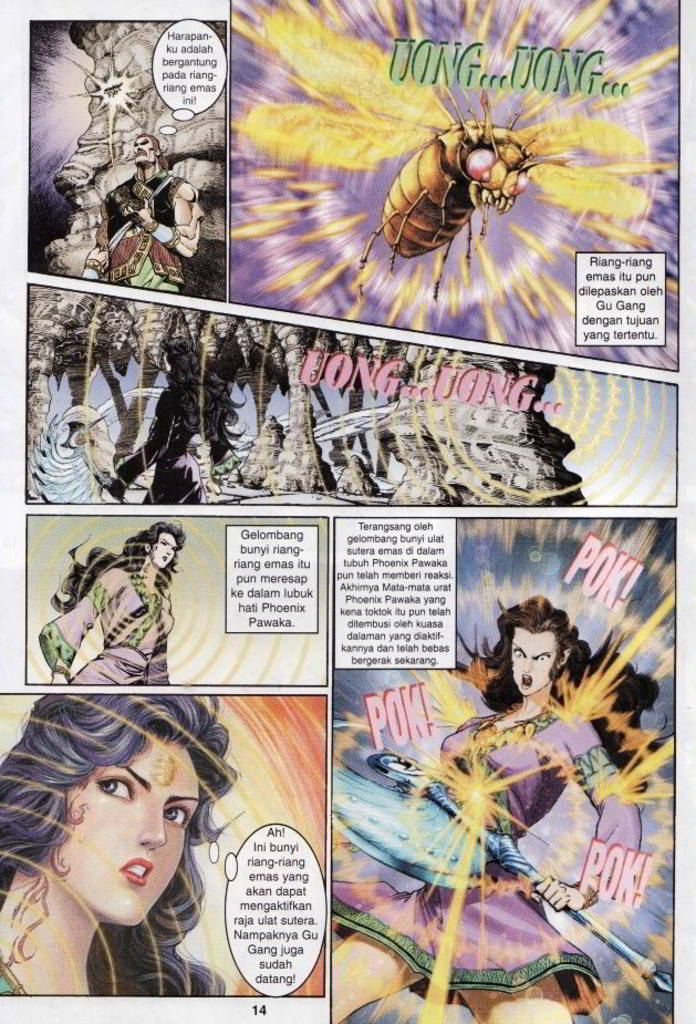 Harapan-
ku adalah
bergantung
pada riang-
riang emas
ini!
UONG...UONG...
Riang-riang
emas itu pun
dilepaskan oleh
Gu Gang
dengan tujuan
yang tertentu.
UONG...UONG...
Gelombang
bunyi riang-
riang emas itu
pun meresap
ke dalam lubuk
hati Phoenix
Pawaka.
Terangsang oleh
gelombang bunyi ulat
sutera emas di dalam
tubuh Phoenix Pawaka
pun telah memberi reaksi.
Akhirnya Mata-mata urat
Phoenix Pawaka yang
kena toktok itu pun telah
ditembusi oleh kuasa
dalaman yang diaktif-
kannya dan telah bebas
bergerak sekarang.
POK!
POK!
POK!
Ah!
Ini bunyi
riang-riang
emas yang
akan dapat
mengaktifkan
raja ulat sutera.
Nampaknya Gu
Gang juga
sudah
datang!
14